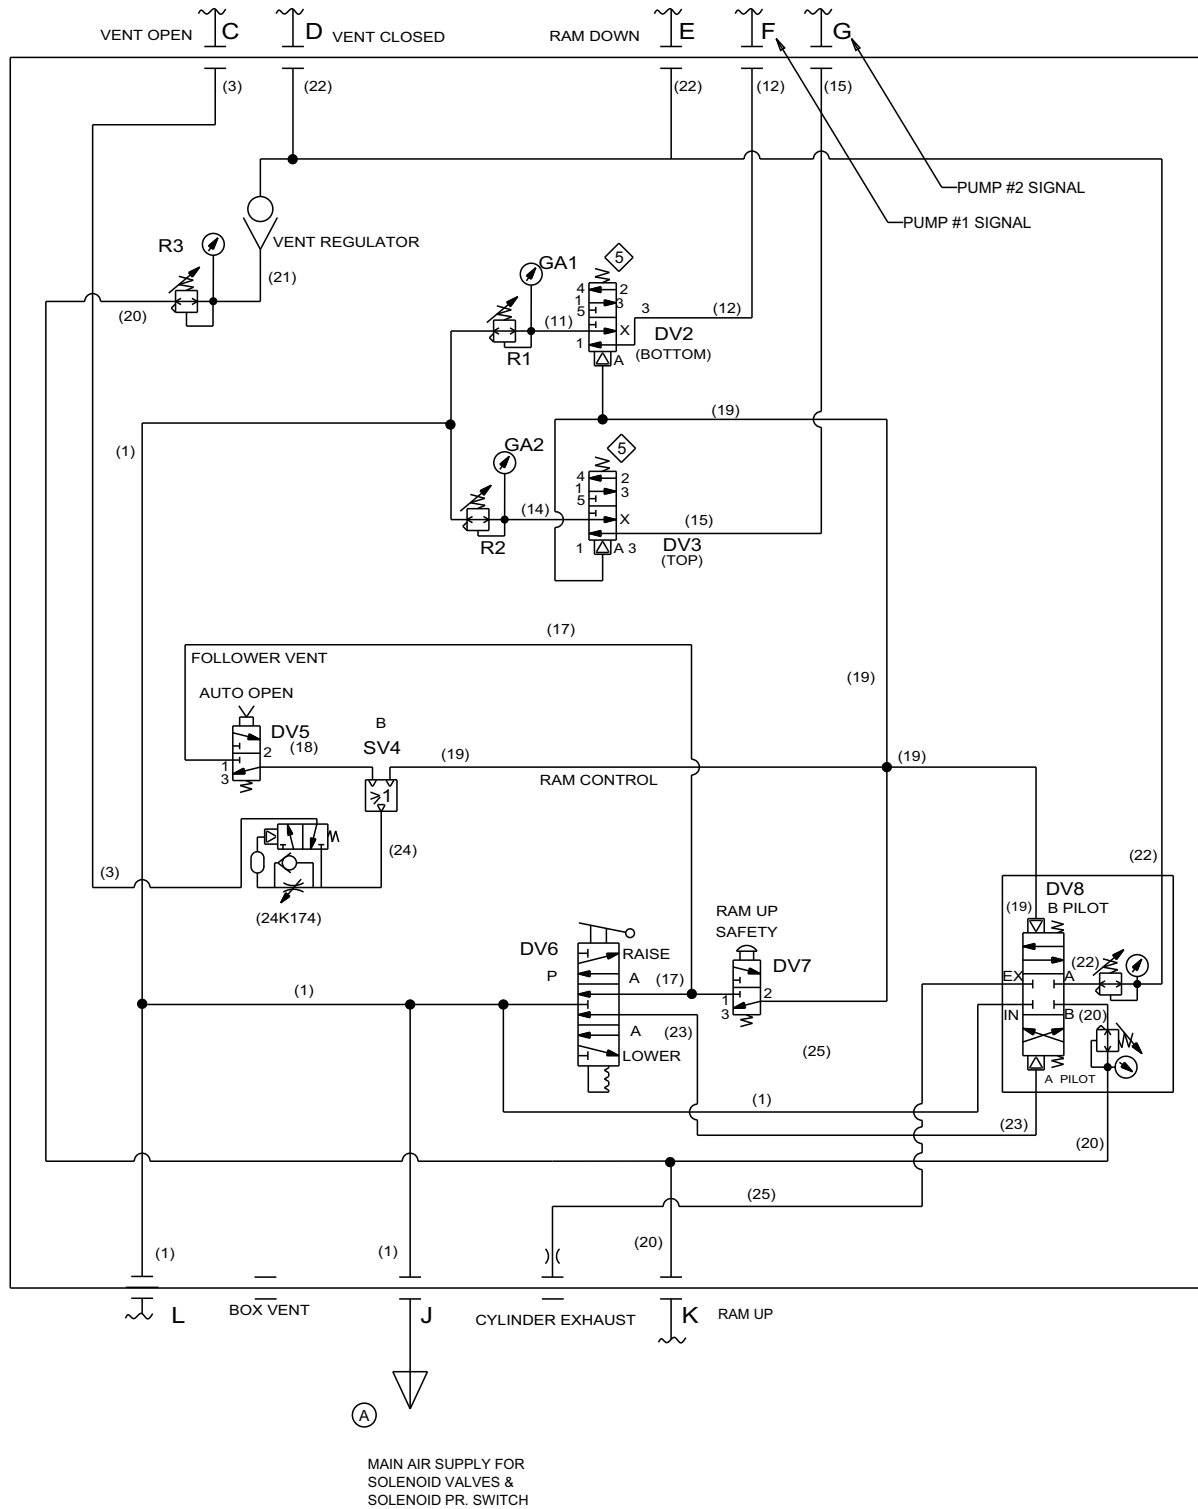 VENT OPEN C D VENT CLOSED RAM DOWN E F G
(3) (22) (22) (12) (15)
PUMP #2 SIGNAL
PUMP #1 SIGNAL
R3 VENT REGULATOR
(21)
(20)
GA1 5
4 2
1 3
5
3 (12)
(11) X DV2
1 (BOTTOM)
R1 A
(19)
(1)
GA2 5
4 2
1 3
5
(14) X (15)
R2 1 A 3 DV3
(TOP)
(17)
FOLLOWER VENT
(19)
AUTO OPEN
DV5 B
2 (18) SV4 (19) (19)
1
3
RAM CONTROL
1
(24)
(3) (22)
(24K174)
DV8
(19) B PILOT
RAM UP
SAFETY
DV6 RAISE DV7
P A (17) (22)
EX A
(1) 1 2
3
IN B (20)
A (23)
LOWER (25)
A PILOT
(1)
(23)
(20)
(25)
(1) (1) (20)
L BOX VENT J CYLINDER EXHAUST K RAM UP
A
MAIN AIR SUPPLY FOR
SOLENOID VALVES &
SOLENOID PR. SWITCH